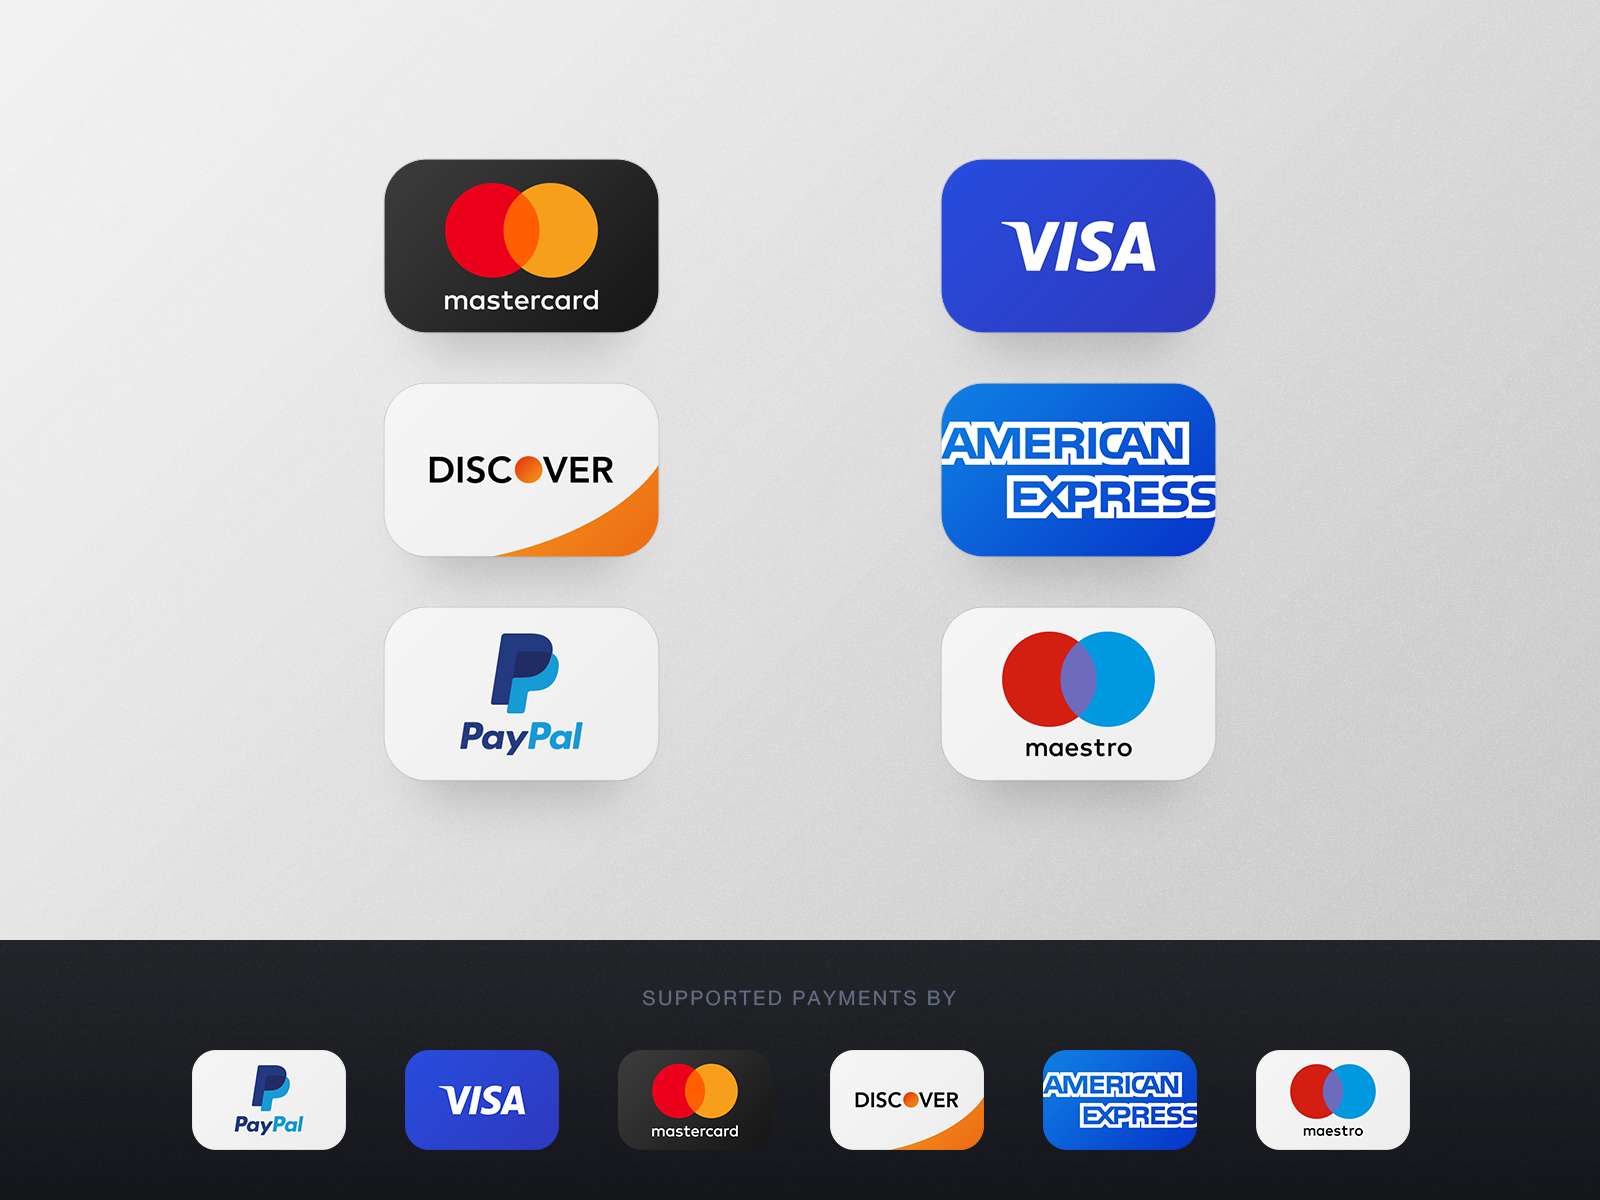 mastercard
VISA
DISCOVER
AMERICAN
EXPRESS
PayPal
maestro
SUPPORTED PAYMENTS BY
PayPal
VISA
mastercard
DISCOVER
AMERICAN
EXPRESS
maestro